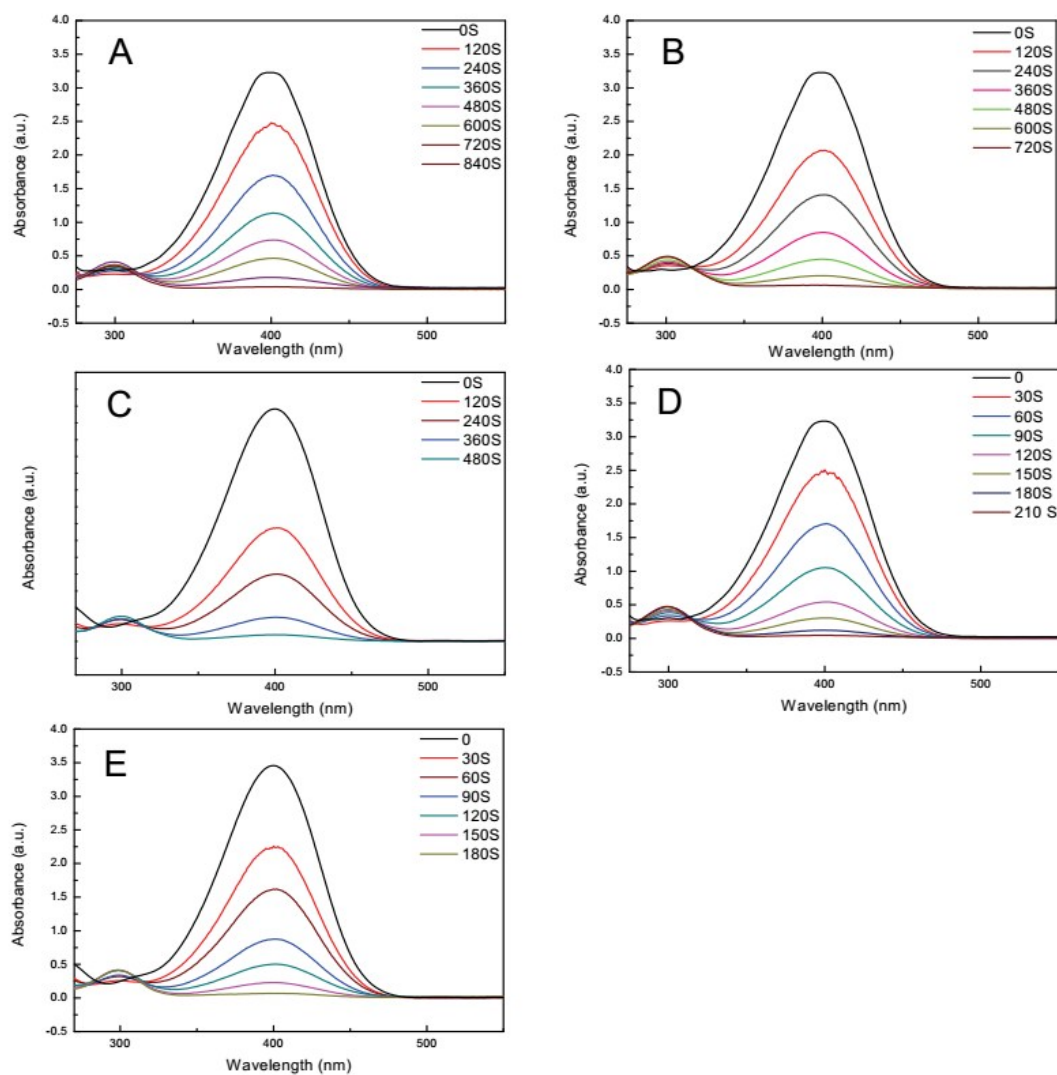 A
4.0
3.5
3.0
2.5
2.0
1.5
1.0
0.5
0.0
-0.5
Absorbance (a.u.)
300
400
500
Wavelength (nm)
0S
120S
240S
360S
480S
600S
720S
840S
B
4.0
3.5
3.0
2.5
2.0
1.5
1.0
0.5
0.0
-0.5
Absorbance (a.u.)
300
400
500
Wavelength (nm)
0S
120S
240S
360S
480S
600S
720S
C
Absorbance (a.u.)
300
400
500
Wavelength (nm)
0S
120S
240S
360S
480S
D
4.0
3.5
3.0
2.5
2.0
1.5
1.0
0.5
0.0
-0.5
Absorbance (a.u.)
300
400
500
Wavelength (nm)
0
30S
60S
90S
120S
150S
180S
210 S
E
4.0
3.5
3.0
2.5
2.0
1.5
1.0
0.5
0.0
-0.5
Absorbance (a.u.)
300
400
500
Wavelength (nm)
0
30S
60S
90S
120S
150S
180S